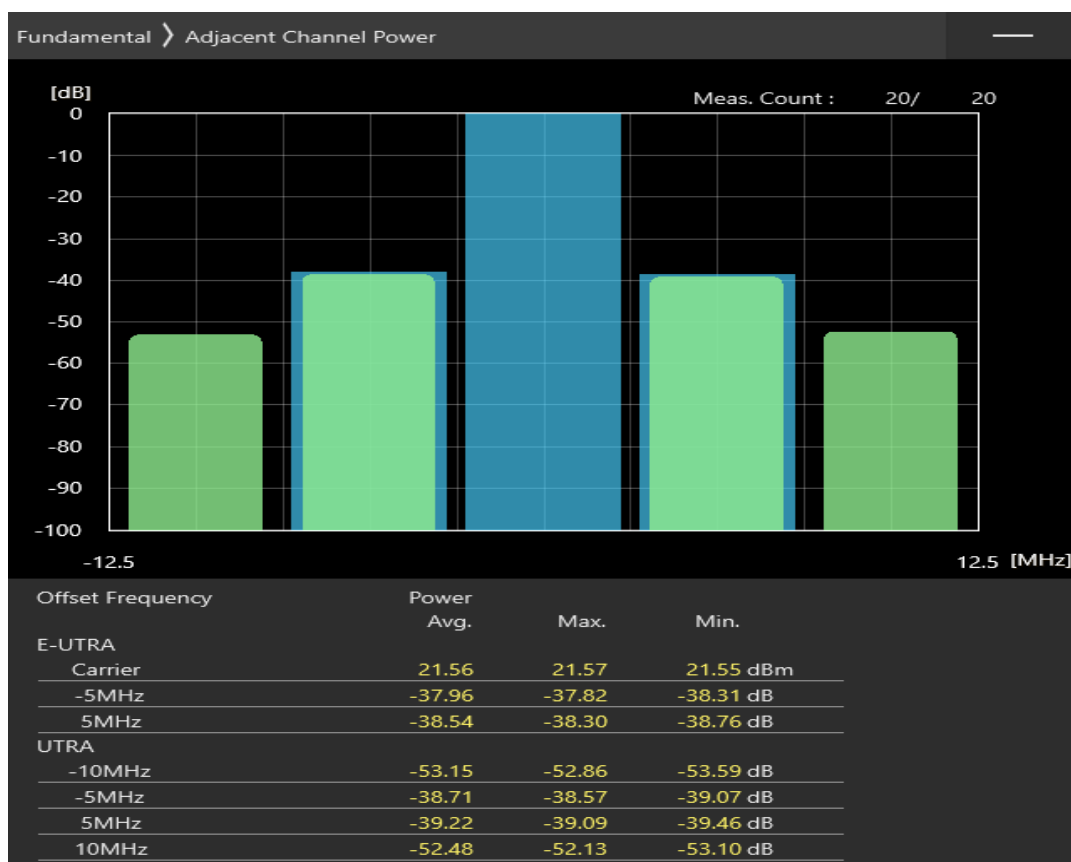 Fundamental ❯ Adjacent Channel Power
[dB]
Meas. Count : 20/ 20
0
-10
-20
-30
-40
-50
-60
-70
-80
-90
-100
-12.5 12.5 [MHz]
Offset Frequency Power
Avg. Max. Min.
E-UTRA
Carrier 21.56 21.57 21.55 dBm
-5MHz -37.96 -37.82 -38.31 dB
5MHz -38.54 -38.30 -38.76 dB
UTRA
-10MHz -53.15 -52.86 -53.59 dB
-5MHz -38.71 -38.57 -39.07 dB
5MHz -39.22 -39.09 -39.46 dB
10MHz -52.48 -52.13 -53.10 dB